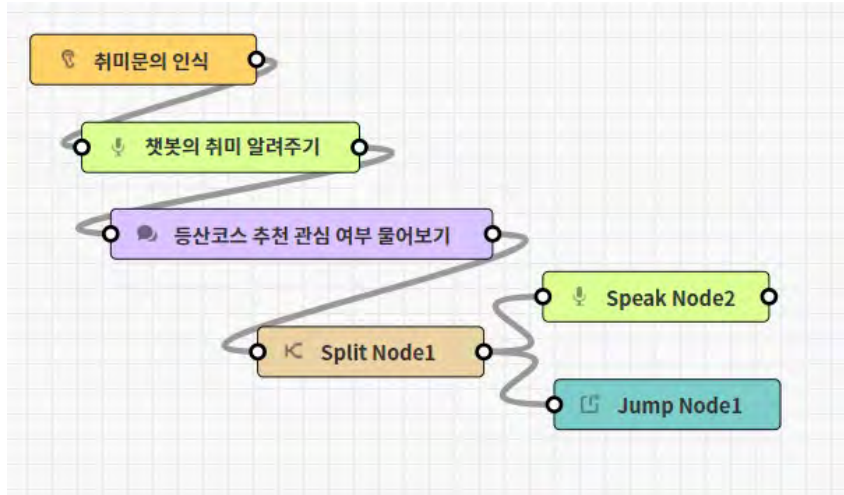 취미문의 인식
챗봇의 취미 알려주기
등산코스 추천 관심 여부 물어보기
Speak Node2
Split Node1
Jump Node1